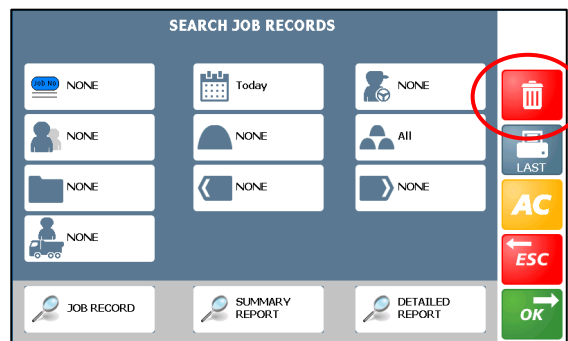 SEARCH JOB RECORDS
Job No NONE
Today
NONE
NONE
NONE
All
LAST
NONE
NONE
NONE
AC
NONE
ESC
JOB RECORD
SUMMARY
REPORT
DETAILED
REPORT
OK